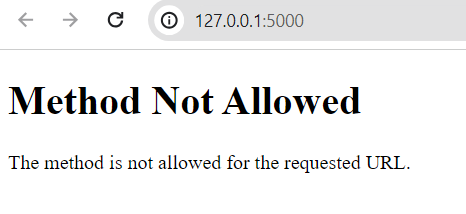 127.0.0.1:5000
Method Not Allowed
The method is not allowed for the requested URL.